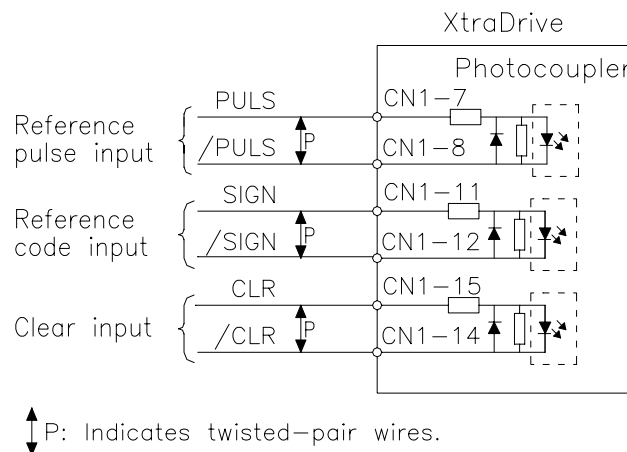 XtraDrive
Photocoupler
Reference
pulse input
PULS
P
/PULS
CN1-7
CN1-8
Reference
code input
SIGN
P
/SIGN
CN1-11
CN1-12
Clear input
CLR
P
/CLR
CN1-15
CN1-14
P: Indicates twisted-pair wires.